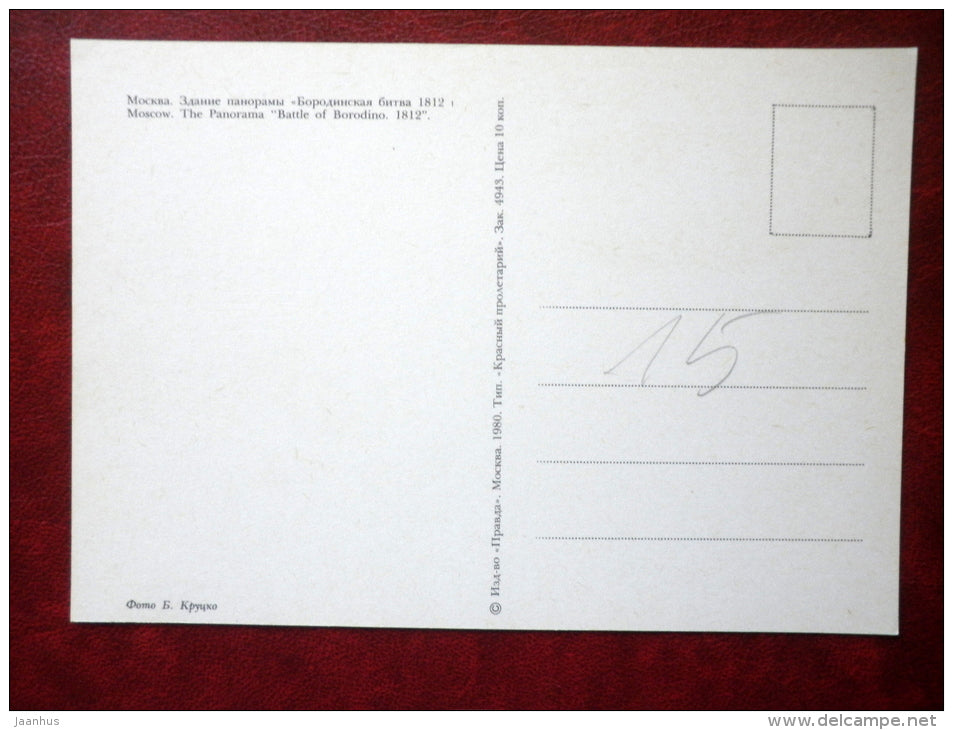 Москва. Здание панорамы «Бородинская битва 1812
Moscow. The Panorama "Battle of Borodino. 1812".
© Изд-во «Правда». Москва. 1980. Тип. «Красный пролетарий». Зак. 4943. Цена 10 коп.
15
Фото Б. Круцко
jaanhus
www.delcampe.net